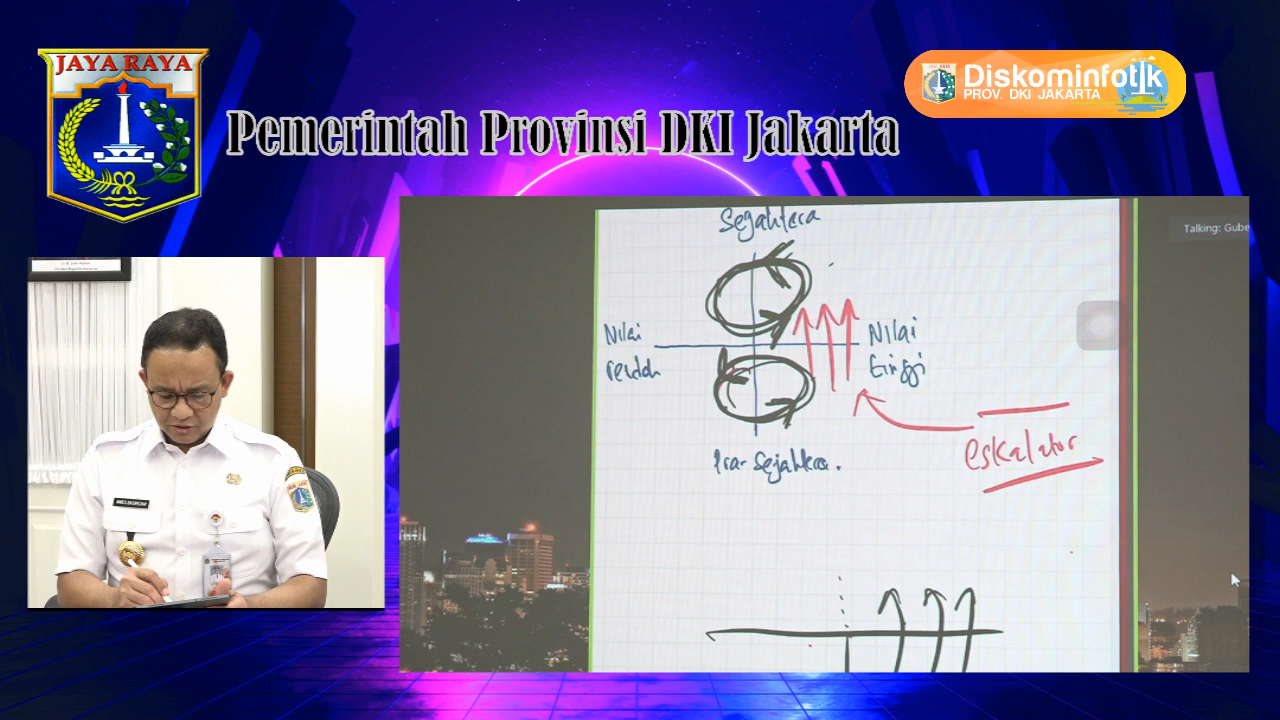 JAYA RAYA
Pemerintah Provinsi DKI Jakarta
Diskominfotik
PROV. DKI JAKARTA
Talking: Gube
Sejahtera
Nilai
rendah
Nilai
tinggi
eskalator
Pra-Sejahtera.